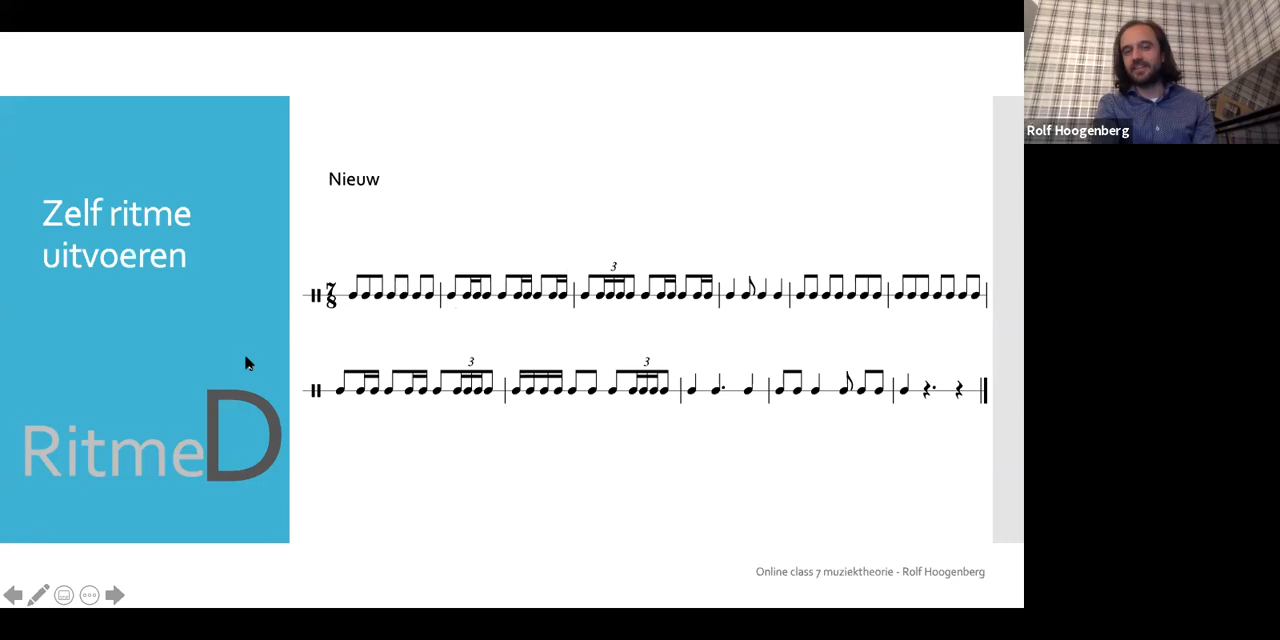 Rolf Hoogenberg
Nieuw
Zelf ritme
uitvoeren
3
7
8
3
3
RitmeD
Online class 7 muziektheorie - Rolf Hoogenberg